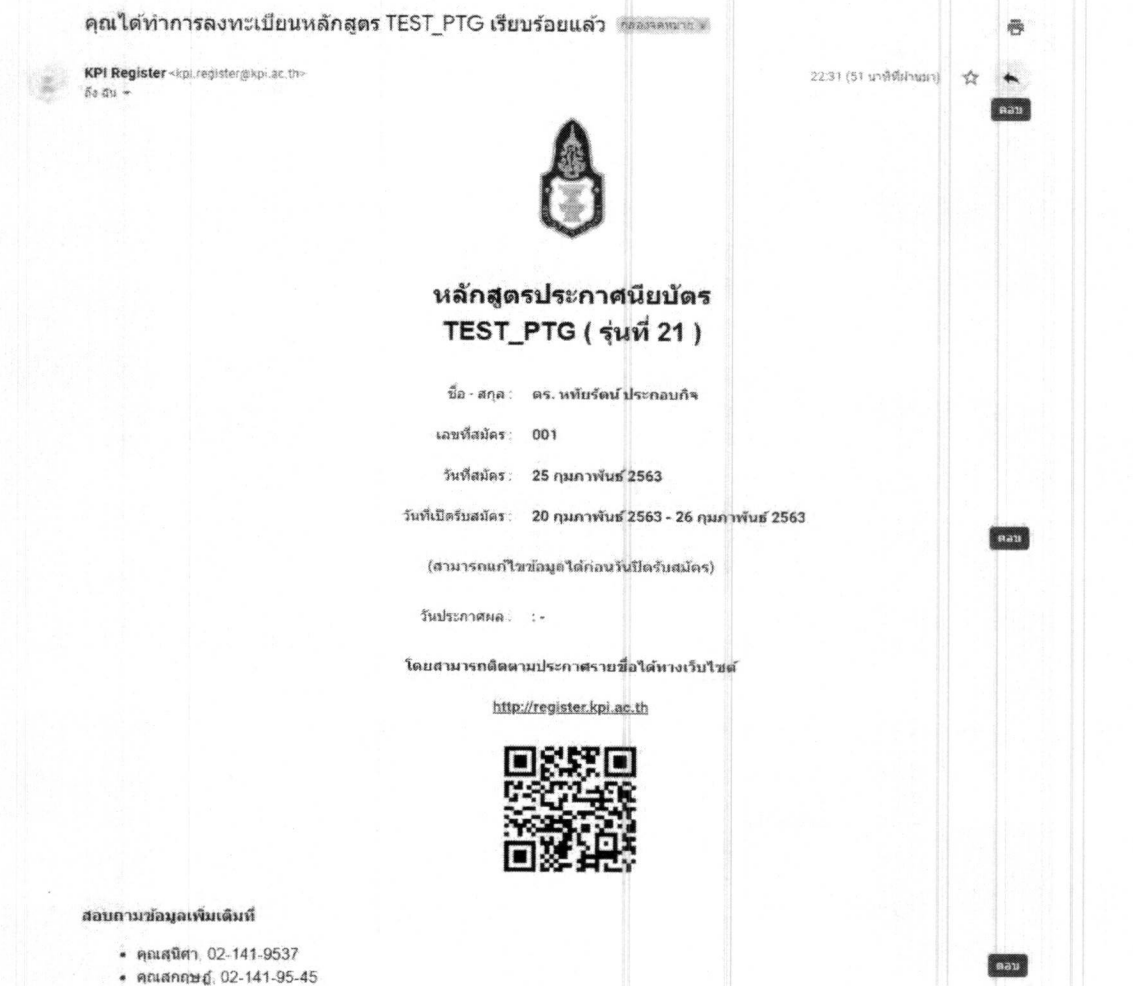 คุณได้ทำการลงทะเบียนหลักสูตร TEST_PTG เรียบร้อยแล้ว กล่องจดหมาย x
KPI Register <kpi.register@kpi.ac.th>
22:31 (51 นาทีที่ผ่านมา)
ถึง ฉัน
ตอบ
หลักสูตรประกาศนียบัตร
TEST_PTG ( รุ่นที่ 21 )
ชื่อ - สกุล : ดร. หทัยรัตน์ ประกอบกิจ
เลขที่สมัคร : 001
วันที่สมัคร : 25 กุมภาพันธ์ 2563
วันที่เปิดรับสมัคร : 20 กุมภาพันธ์ 2563 - 26 กุมภาพันธ์ 2563
ตอบ
(สามารถแก้ไขข้อมูลได้ก่อนวันปิดรับสมัคร)
วันประกาศผล : : -
โดยสามารถติดตามประกาศรายชื่อได้ทางเว็บไซต์
http://register.kpi.ac.th
สอบถามข้อมูลเพิ่มเติมที่
• คุณสุนิศา, 02-141-9537
ตอบ
• คุณสกฤษฎ์, 02-141-95-45